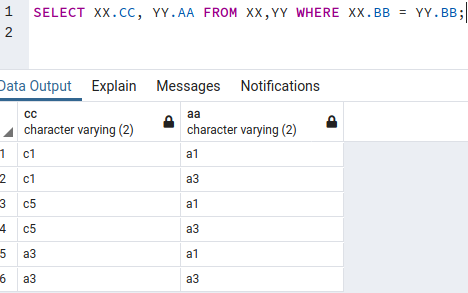 1 SELECT XX.CC, YY.AA FROM XX,YY WHERE XX.BB = YY.BB;
2
Data Output Explain Messages Notifications
cc aa
character varying (2) character varying (2)
1 c1 a1
2 c1 a3
3 c5 a1
4 c5 a3
5 a3 a1
6 a3 a3